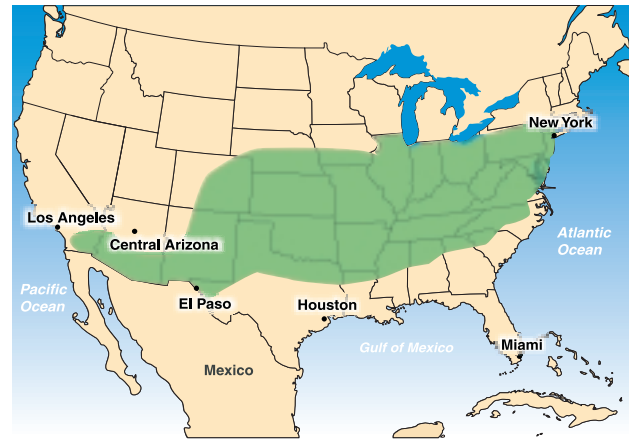 New York
Los Angeles
Central Arizona
Atlantic
Ocean
Pacific
Ocean
El Paso
Houston
Gulf of Mexico
Miami
Mexico